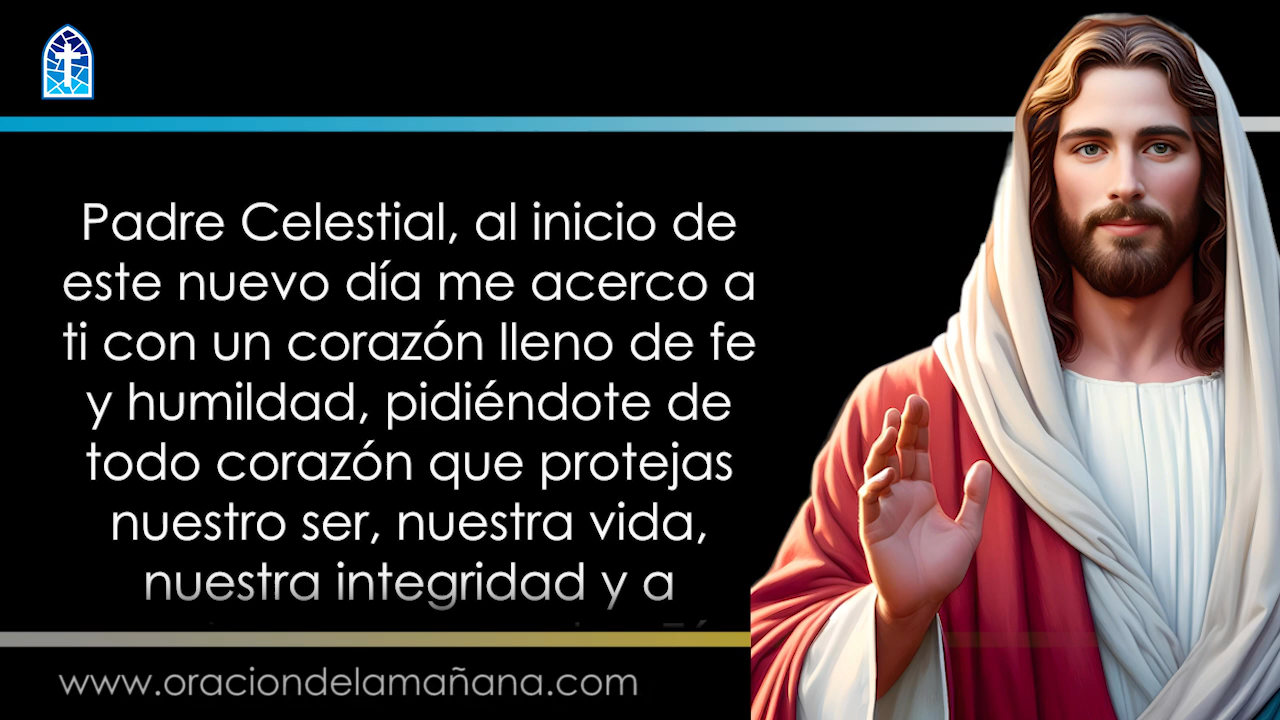 Padre Celestial, al inicio de
este nuevo día me acerco a
ti con un corazón lleno de fe
y humildad, pidiéndote de
todo corazón que protejas
nuestro ser, nuestra vida,
nuestra integridad y a
www.oraciondelamañana.com